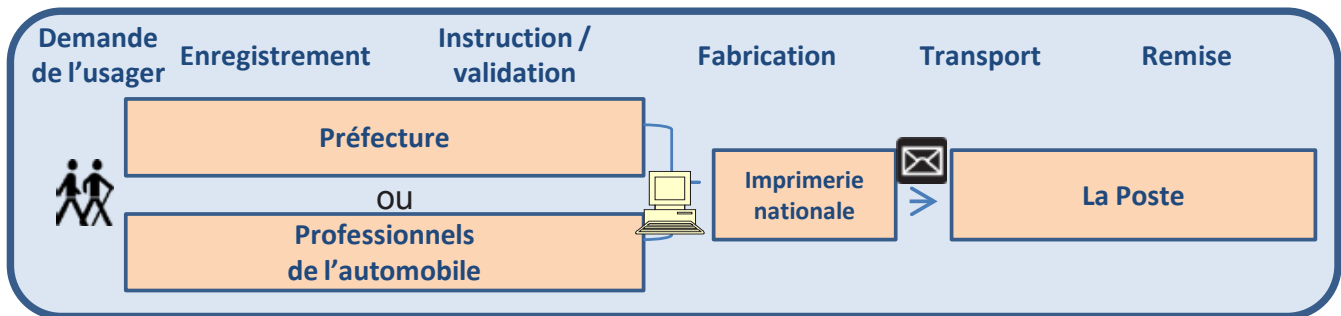 Demande
de l’usager
Enregistrement
Instruction /
validation
Fabrication
Transport
Remise
Préfecture
ou
Professionnels
de l’automobile
Imprimerie
nationale
La Poste